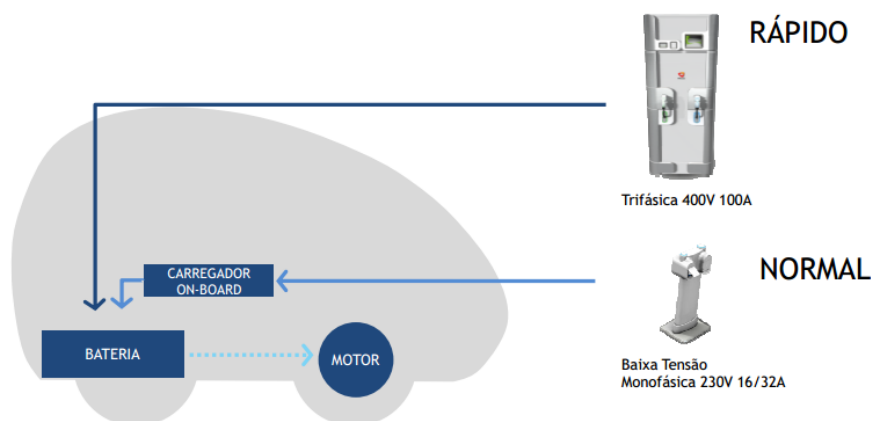 RÁPIDO
Trifásica 400V 100A
CARREGADOR
ON-BOARD
NORMAL
BATERIA
MOTOR
Baixa Tensão
Monofásica 230V 16/32A